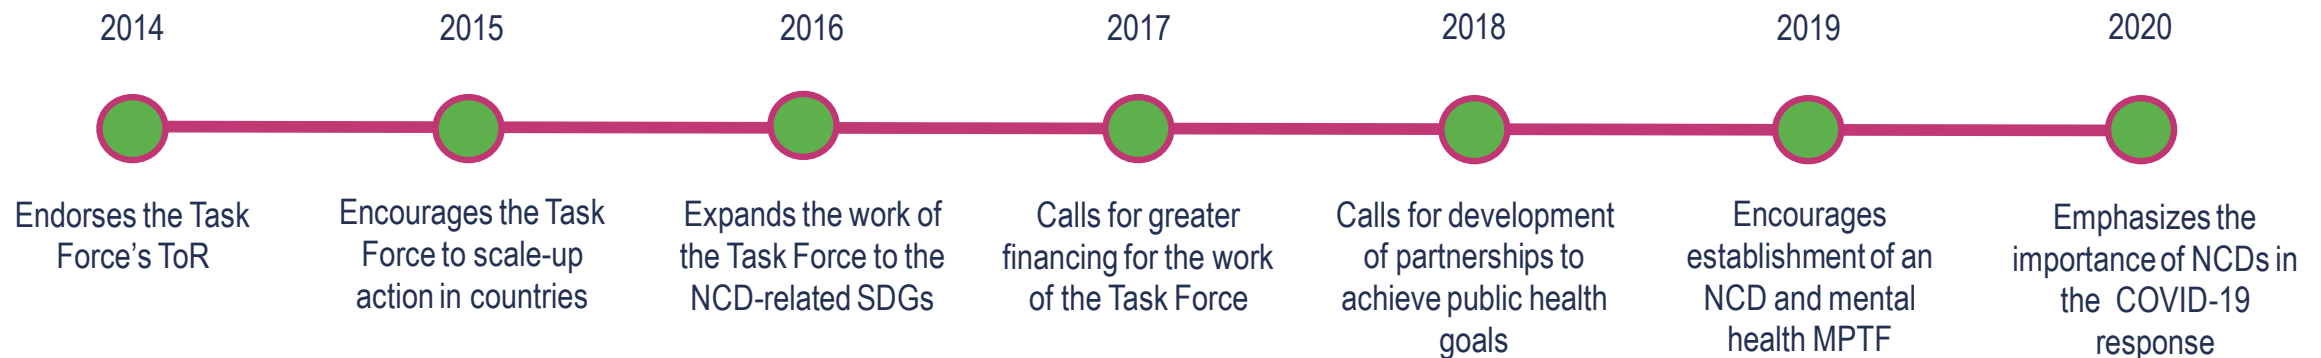 2014
Endorses the Task
Force's ToR
2015
Encourages the Task
Force to scale-up
action in countries
2016
Expands the work of
the Task Force to the
NCD-related SDGs
2017
Calls for greater
financing for the work
of the Task Force
2018
Calls for development
of partnerships to
achieve public health
goals
2019
Encourages
establishment of an
NCD and mental
health MPTF
2020
Emphasizes the
importance of NCDs in
the COVID-19
response